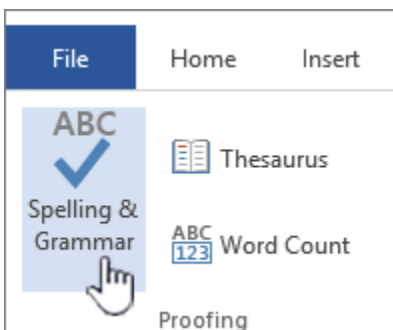 File Home Insert
ABC
Spelling &
Grammar
Thesaurus
ABC
123 Word Count
Proofing